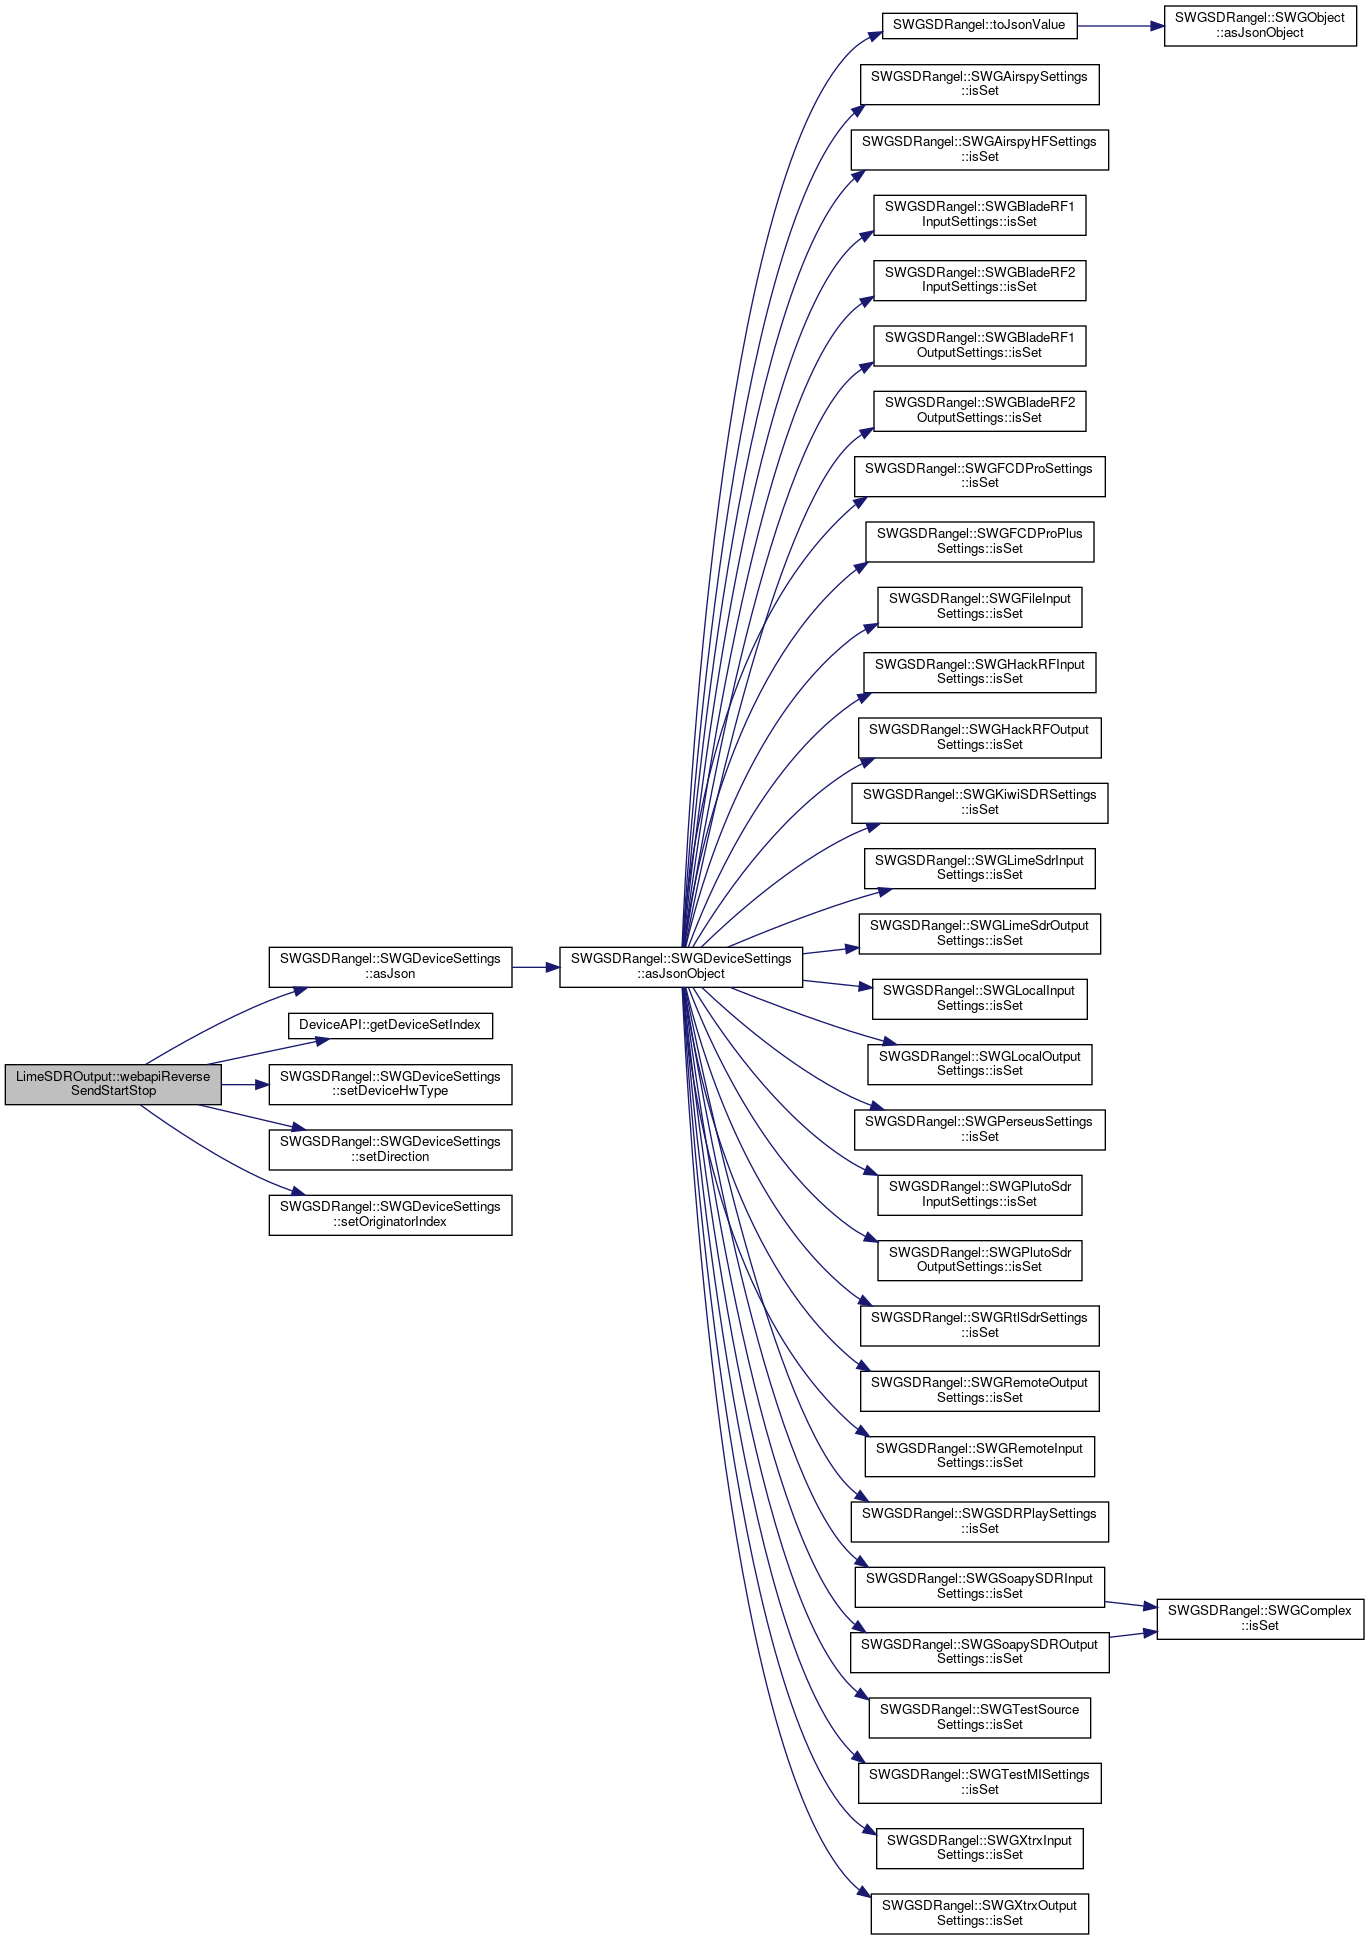 LimeSDROutput::webapiReverse
SendStartStop
SWGSDRangel::SWGDeviceSettings
::asJson
DeviceAPI::getDeviceSetIndex
SWGSDRangel::SWGDeviceSettings
::setDeviceHwType
SWGSDRangel::SWGDeviceSettings
::setDirection
SWGSDRangel::SWGDeviceSettings
::setOriginatorIndex
SWGSDRangel::SWGDeviceSettings
::asJsonObject
SWGSDRangel::toJsonValue
SWGSDRangel::SWGAirspySettings
::isSet
SWGSDRangel::SWGAirspyHFSettings
::isSet
SWGSDRangel::SWGBladeRF1
InputSettings::isSet
SWGSDRangel::SWGBladeRF2
InputSettings::isSet
SWGSDRangel::SWGBladeRF1
OutputSettings::isSet
SWGSDRangel::SWGBladeRF2
OutputSettings::isSet
SWGSDRangel::SWGFCDProSettings
::isSet
SWGSDRangel::SWGFCDProPlus
Settings::isSet
SWGSDRangel::SWGFileInput
Settings::isSet
SWGSDRangel::SWGHackRFInput
Settings::isSet
SWGSDRangel::SWGHackRFOutput
Settings::isSet
SWGSDRangel::SWGKiwiSDRSettings
::isSet
SWGSDRangel::SWGLimeSdrInput
Settings::isSet
SWGSDRangel::SWGLimeSdrOutput
Settings::isSet
SWGSDRangel::SWGLocalInput
Settings::isSet
SWGSDRangel::SWGLocalOutput
Settings::isSet
SWGSDRangel::SWGPerseusSettings
::isSet
SWGSDRangel::SWGPlutoSdr
InputSettings::isSet
SWGSDRangel::SWGPlutoSdr
OutputSettings::isSet
SWGSDRangel::SWGRtlSdrSettings
::isSet
SWGSDRangel::SWGRemoteOutput
Settings::isSet
SWGSDRangel::SWGRemoteInput
Settings::isSet
SWGSDRangel::SWGSDRPlaySettings
::isSet
SWGSDRangel::SWGSoapySDRInput
Settings::isSet
SWGSDRangel::SWGSoapySDROutput
Settings::isSet
SWGSDRangel::SWGTestSource
Settings::isSet
SWGSDRangel::SWGTestMISettings
::isSet
SWGSDRangel::SWGXtrxInput
Settings::isSet
SWGSDRangel::SWGXtrxOutput
Settings::isSet
SWGSDRangel::SWGObject
::asJsonObject
SWGSDRangel::SWGComplex
::isSet